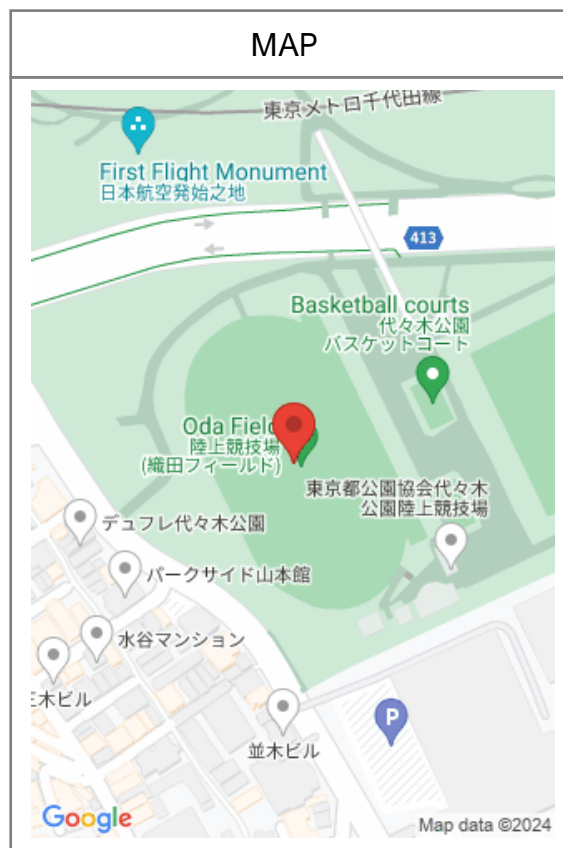 MAP
東京メトロ千代田線
First Flight Monument
日本航空発始之地
413
Basketball courts
代々木公園
バスケットコート
Oda Field
陸上競技場
(織田フィールド)
東京都公園協会代々木
公園陸上競技場
デュフレ代々木公園
パークサイド山本館
水谷マンション
三木ビル
並木ビル
P
Google
Map data ©2024